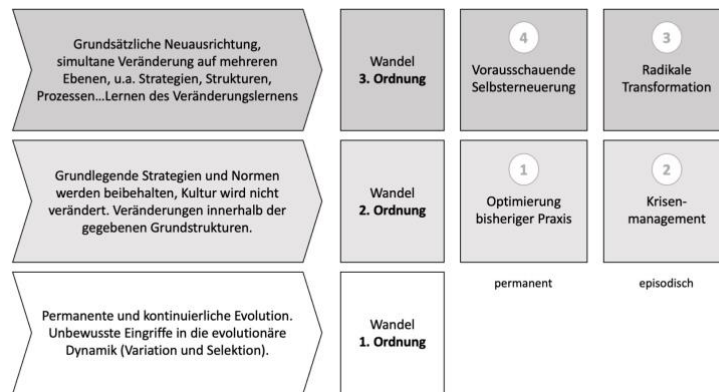 Grundsätzliche Neuausrichtung,
simultane Veränderung auf mehreren
Ebenen, u.a. Strategien, Strukturen,
Prozessen...Lernen des Veränderungslernens
Wandel
3. Ordnung
4
Vorausschauende
Selbsterneuerung
3
Radikale
Transformation
Grundlegende Strategien und Normen
werden beibehalten, Kultur wird nicht
verändert. Veränderungen innerhalb der
gegebenen Grundstrukturen.
Wandel
2. Ordnung
1
Optimierung
bisheriger Praxis
2
Krisen-
management
permanent
episodisch
Permanente und kontinuierliche Evolution.
Unbewusste Eingriffe in die evolutionäre
Dynamik (Variation und Selektion).
Wandel
1. Ordnung